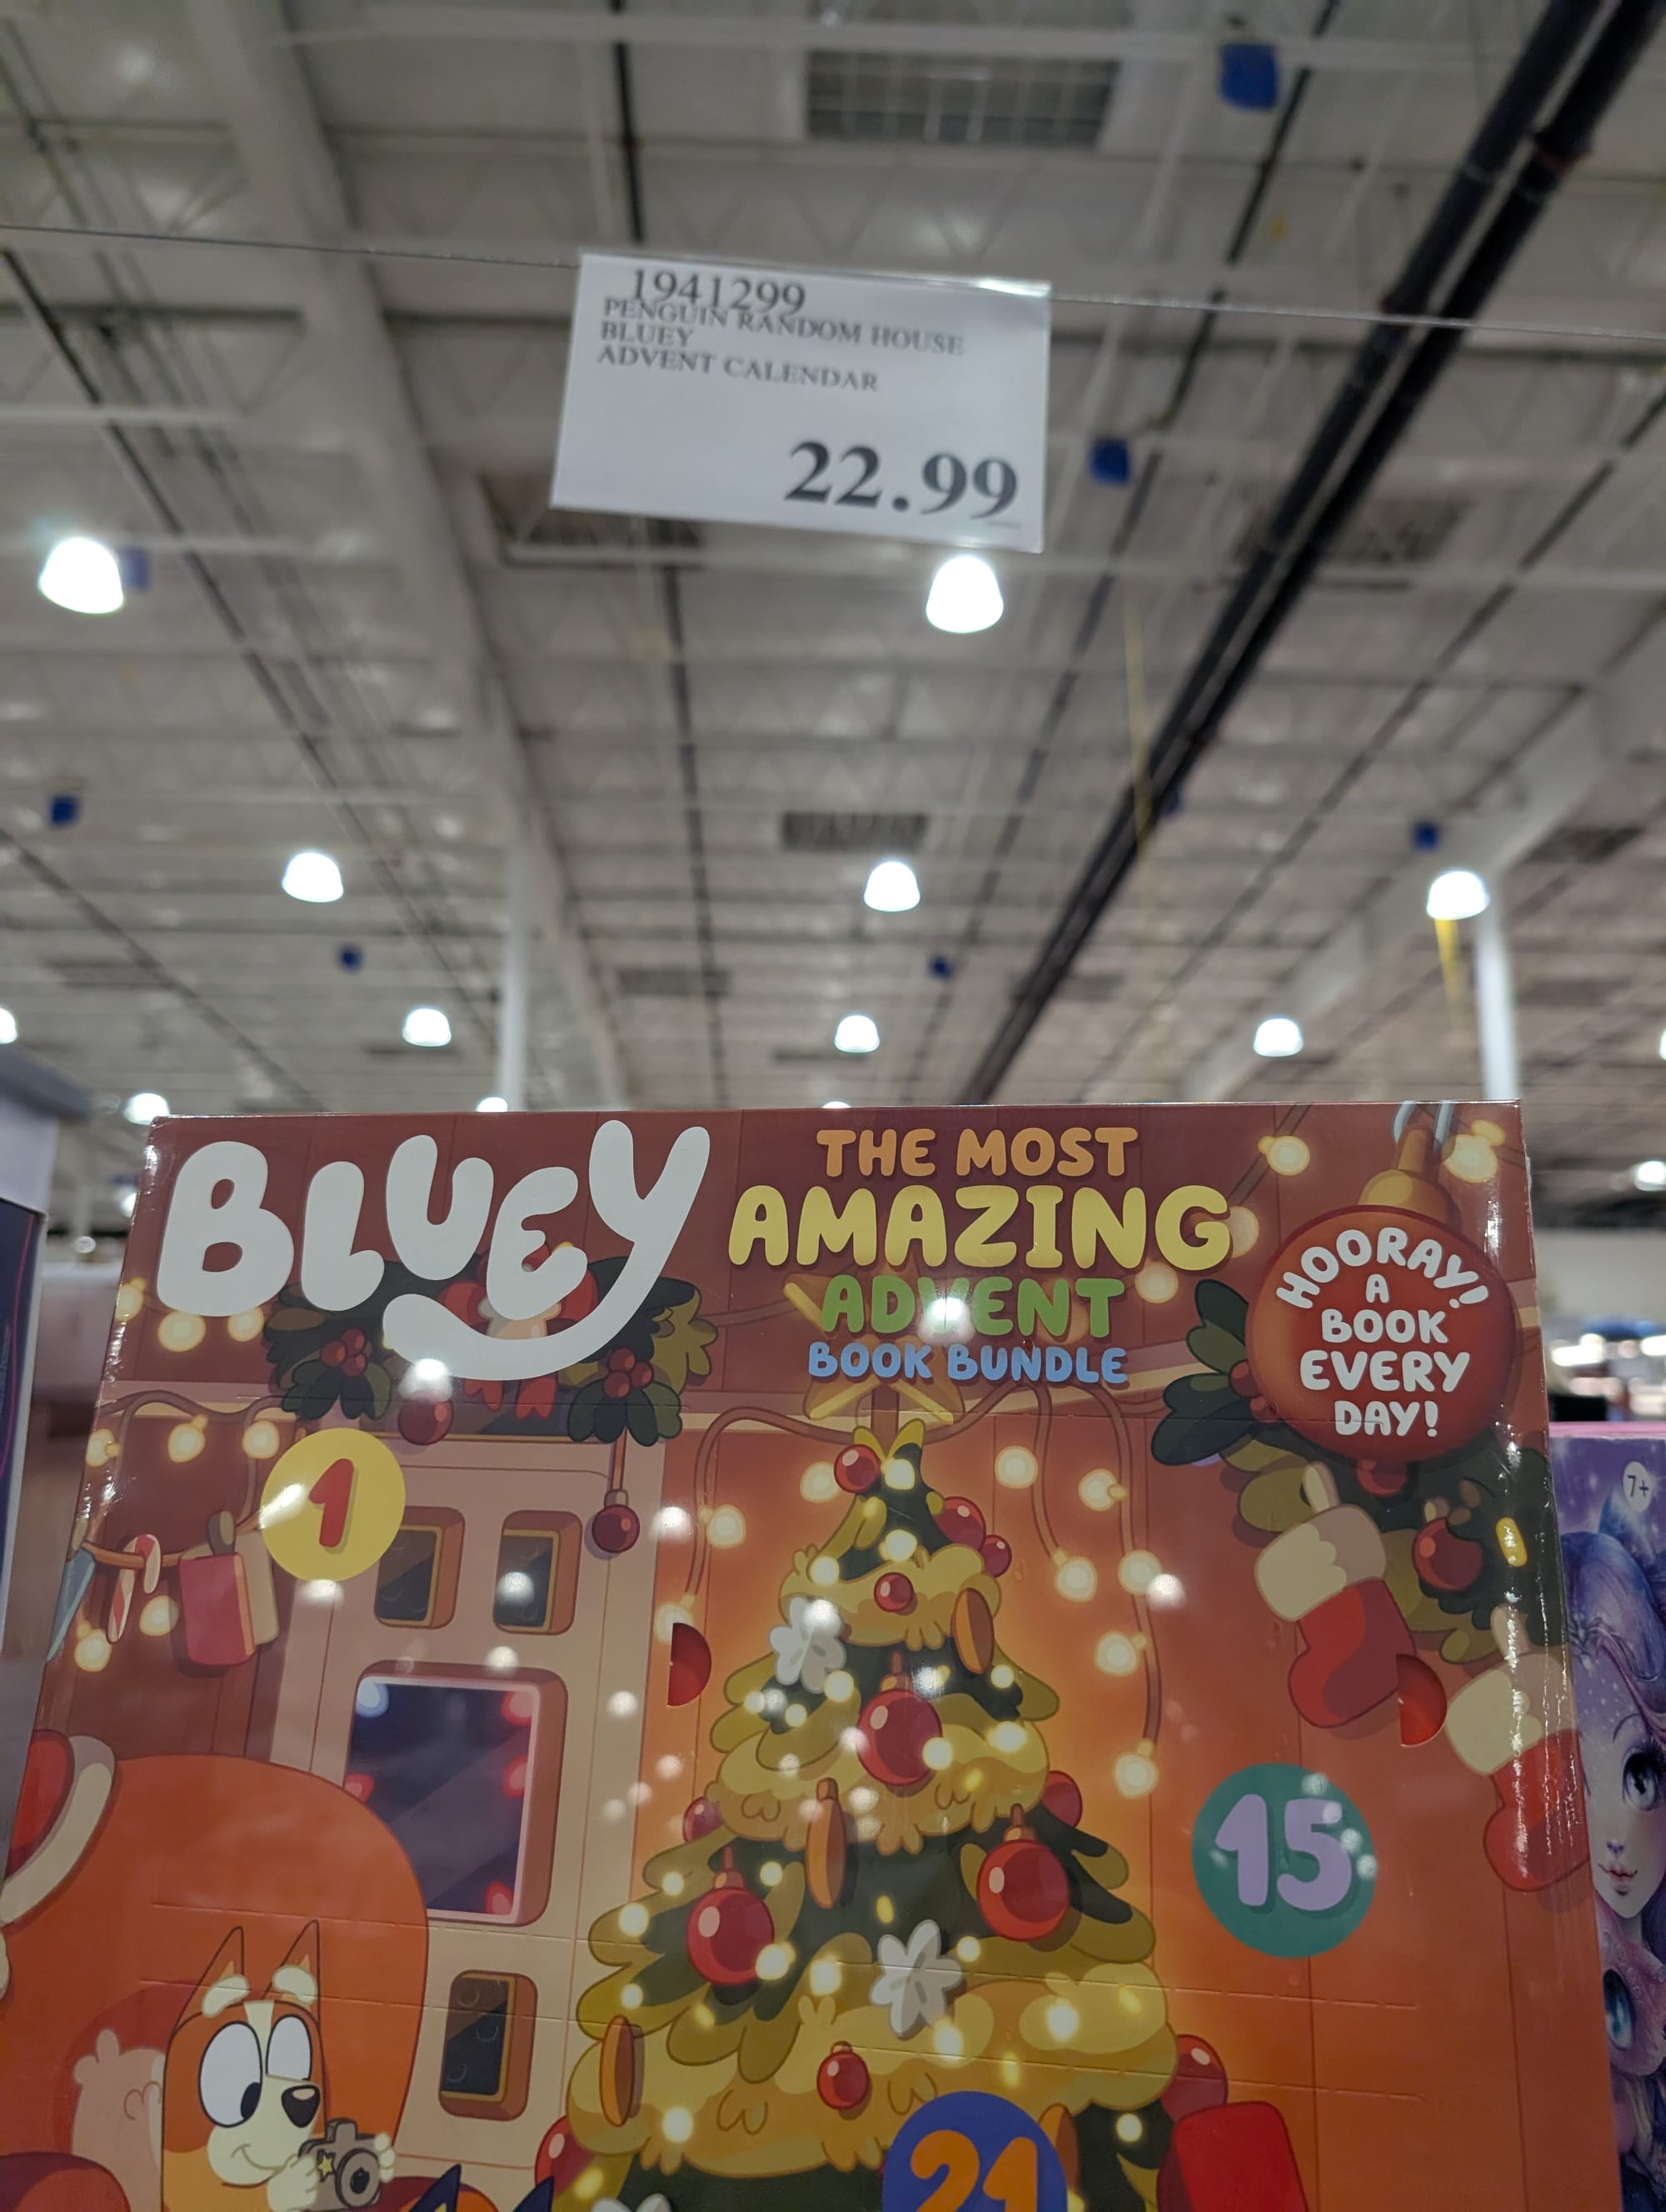 1941299
PENGUIN RANDOM HOUSE
BLUEY
ADVENT CALENDAR
22.99
BLUEY
THE MOST
AMAZING
ADVENT
BOOK BUNDLE
HOORAY!
A
BOOK
EVERY
DAY!
1
7+
15
21